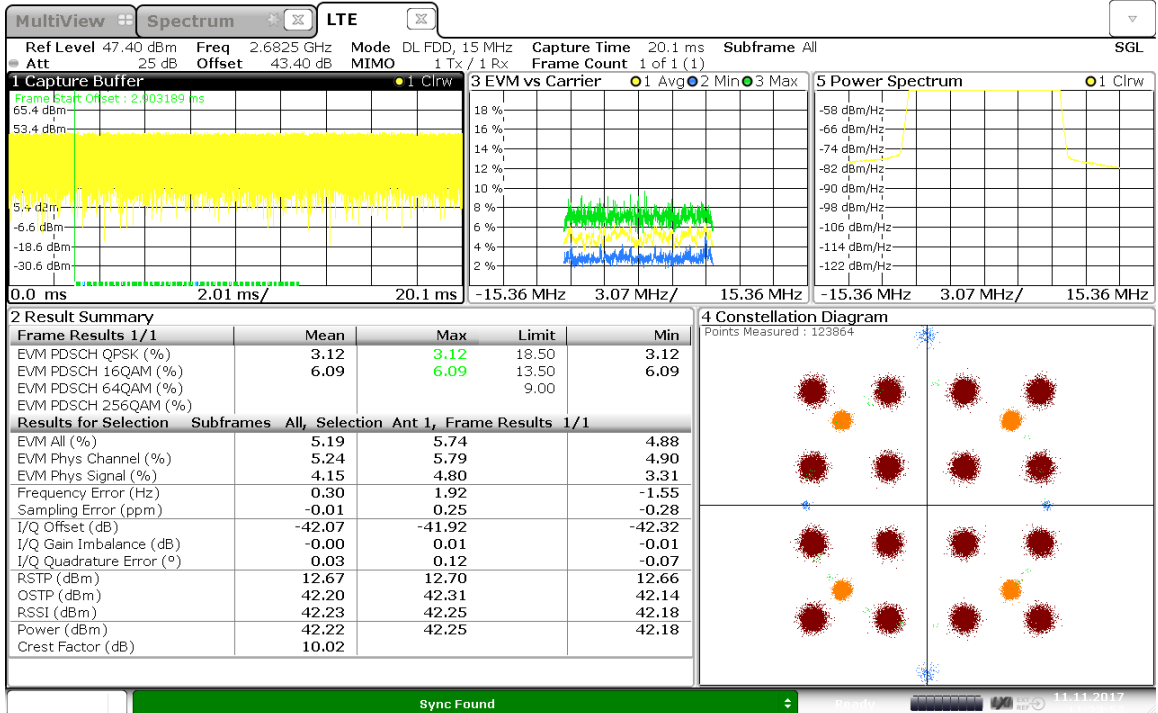 MultiView Spectrum LTE
Ref Level 47.40 dBm Freq 2.6825 GHz Mode DL FDD, 15 MHz Capture Time 20.1 ms Subframe All SGL
Att 25 dB Offset 43.40 dB MIMO 1 Tx / 1 Rx Frame Count 1 of 1 (1)
1 Capture Buffer 1 Clrw
Frame Start Offset : 2.903189 ms
65.4 dBm
53.4 dBm
5.4 dBm
-6.6 dBm
-18.6 dBm
-30.6 dBm
0.0 ms 2.01 ms/ 20.1 ms
3 EVM vs Carrier 1 Avg 2 Min 3 Max
18 %
16 %
14 %
12 %
10 %
8 %
6 %
4 %
2 %
-15.36 MHz 3.07 MHz/ 15.36 MHz
5 Power Spectrum 1 Clrw
-58 dBm/Hz
-66 dBm/Hz
-74 dBm/Hz
-82 dBm/Hz
-90 dBm/Hz
-98 dBm/Hz
-106 dBm/Hz
-114 dBm/Hz
-122 dBm/Hz
-15.36 MHz 3.07 MHz/ 15.36 MHz
2 Result Summary
Frame Results 1/1 Mean Max Limit Min
EVM PDSCH QPSK (%) 3.12 3.12 18.50 3.12
EVM PDSCH 16QAM (%) 6.09 6.09 13.50 6.09
EVM PDSCH 64QAM (%) 9.00
EVM PDSCH 256QAM (%)
Results for Selection Subframes All, Selection Ant 1, Frame Results 1/1
EVM All (%) 5.19 5.74 4.88
EVM Phys Channel (%) 5.24 5.79 4.90
EVM Phys Signal (%) 4.15 4.80 3.31
Frequency Error (Hz) 0.30 1.92 -1.55
Sampling Error (ppm) -0.01 0.25 -0.28
I/Q Offset (dB) -42.07 -41.92 -42.32
I/Q Gain Imbalance (dB) -0.00 0.01 -0.01
I/Q Quadrature Error (°) 0.03 0.12 -0.07
RSTP (dBm) 12.67 12.70 12.66
OSTP (dBm) 42.20 42.31 42.14
RSSI (dBm) 42.23 42.25 42.18
Power (dBm) 42.22 42.25 42.18
Crest Factor (dB) 10.02
4 Constellation Diagram
Points Measured : 123864
Sync Found
Ready
LXI
EXT
REF
11.11.2017